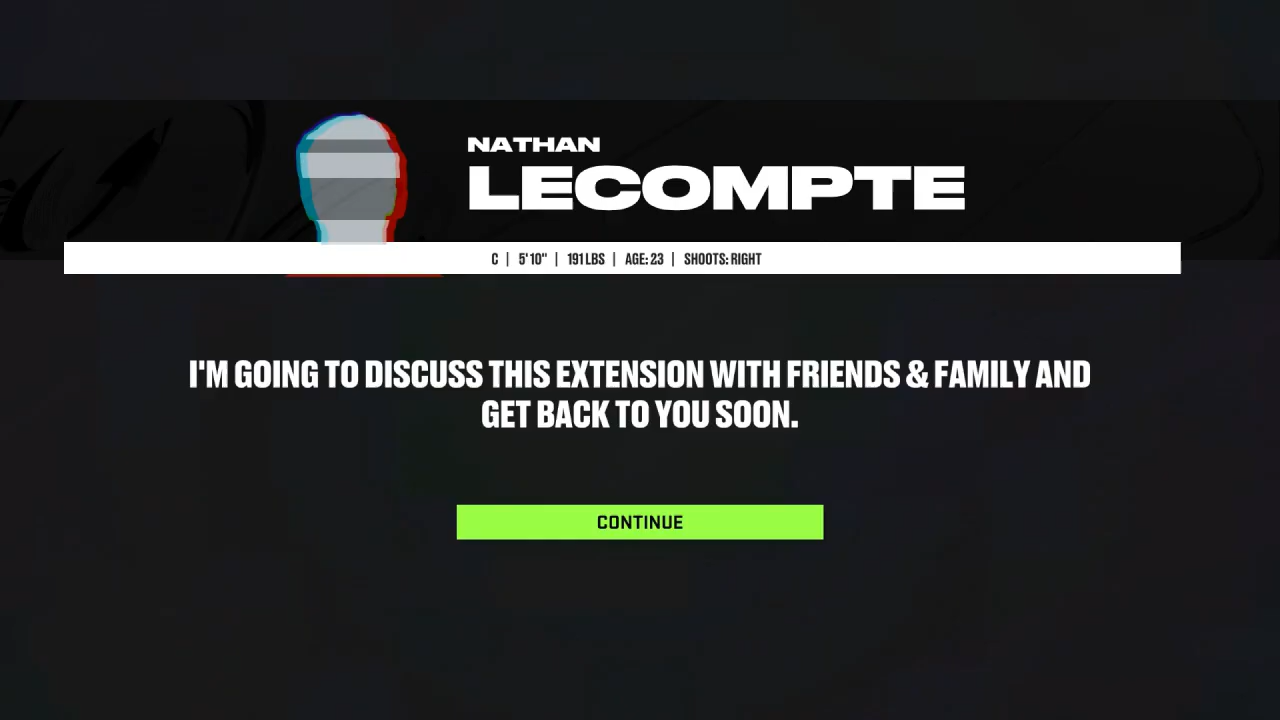 NATHAN
LECOMPTE
C | 5'10" | 191 LBS | AGE: 23 | SHOOTS: RIGHT
I'M GOING TO DISCUSS THIS EXTENSION WITH FRIENDS & FAMILY AND
GET BACK TO YOU SOON.
CONTINUE